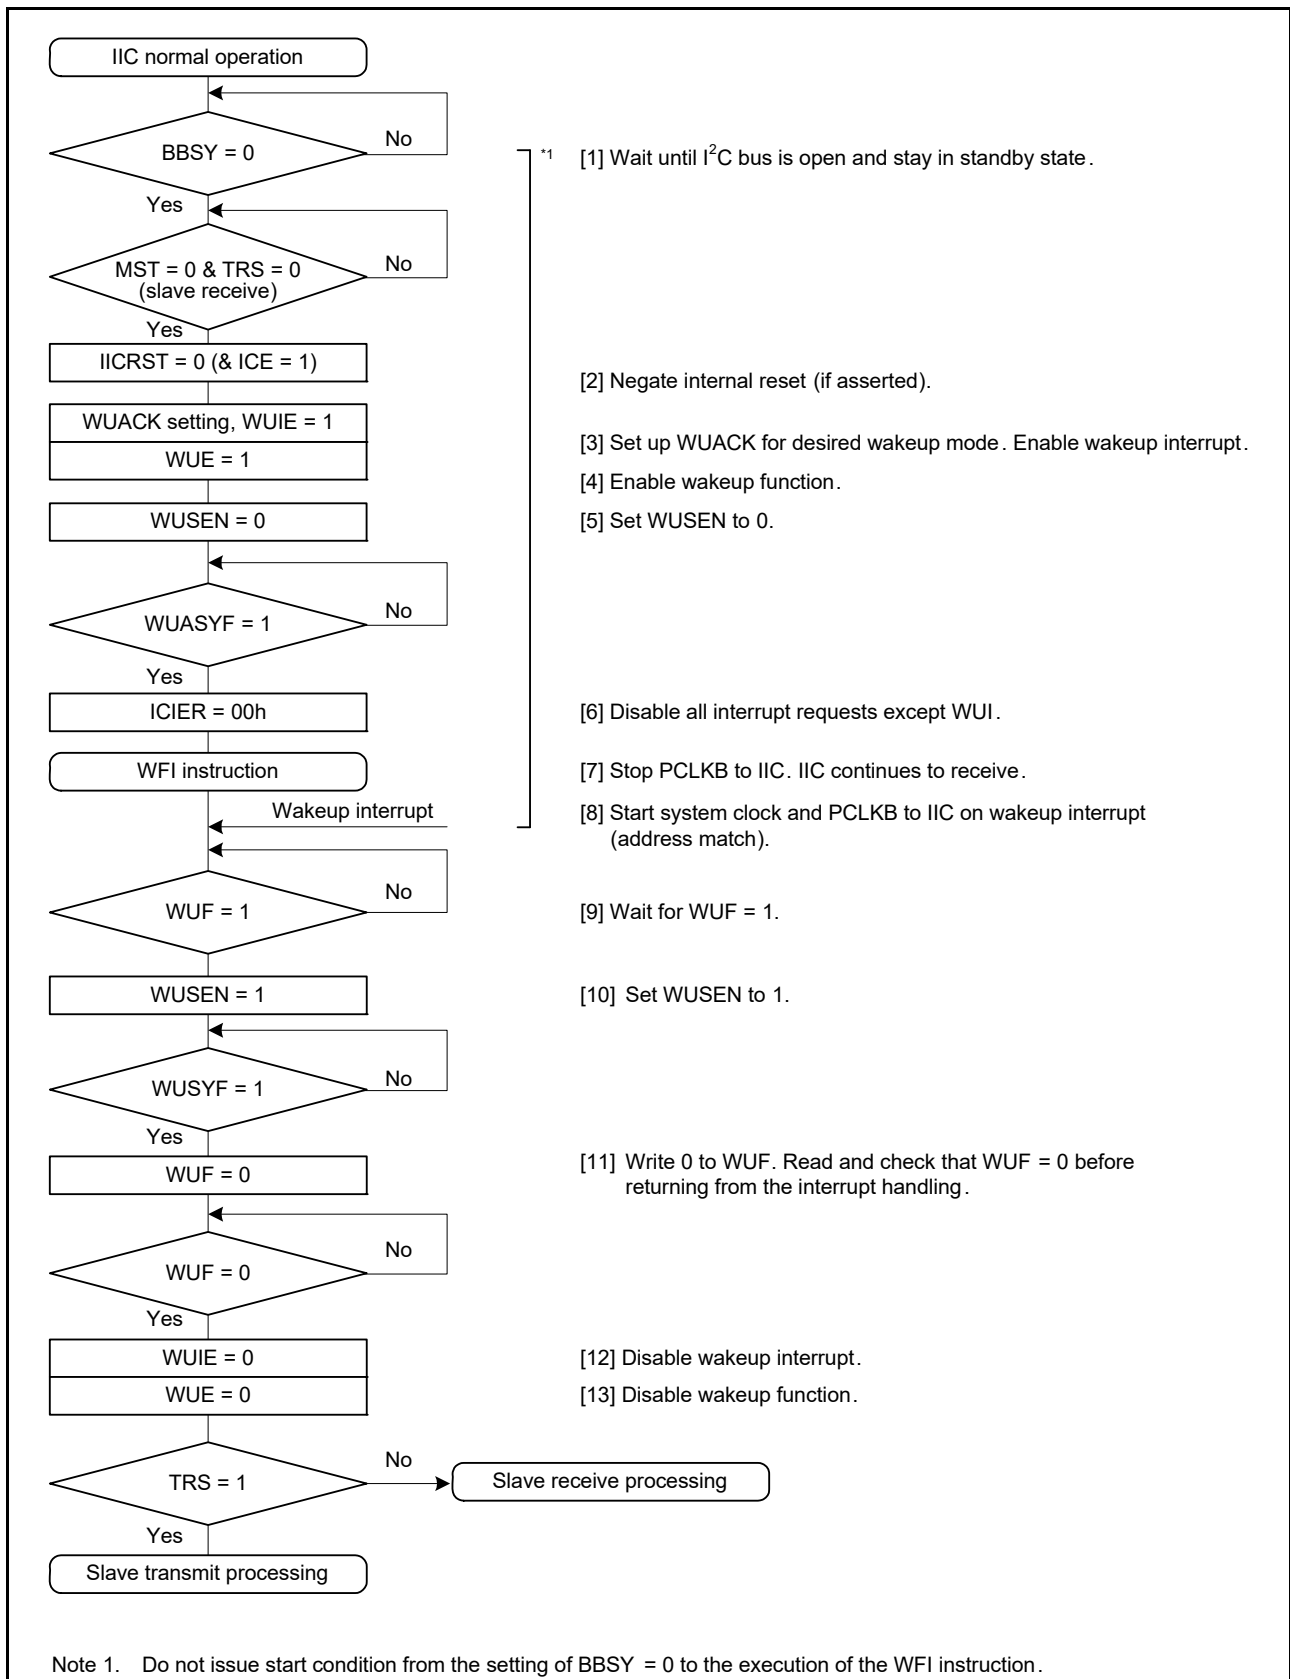 IIC normal operation
BBSY = 0
No
*1
[1] Wait until I2C bus is open and stay in standby state.
Yes
MST = 0 & TRS = 0
(slave receive)
No
Yes
IICRST = 0 (& ICE = 1)
[2] Negate internal reset (if asserted).
WUACK setting, WUIE = 1
[3] Set up WUACK for desired wakeup mode. Enable wakeup interrupt.
WUE = 1
[4] Enable wakeup function.
WUSEN = 0
[5] Set WUSEN to 0.
WUASYF = 1
No
Yes
ICIER = 00h
[6] Disable all interrupt requests except WUI.
WFI instruction
[7] Stop PCLKB to IIC. IIC continues to receive.
Wakeup interrupt
[8] Start system clock and PCLKB to IIC on wakeup interrupt
(address match).
No
WUF = 1
[9] Wait for WUF = 1.
WUSEN = 1
[10] Set WUSEN to 1.
WUSYF = 1
No
Yes
WUF = 0
[11] Write 0 to WUF. Read and check that WUF = 0 before
returning from the interrupt handling.
No
WUF = 0
Yes
WUIE = 0
[12] Disable wakeup interrupt.
WUE = 0
[13] Disable wakeup function.
TRS = 1
No
Slave receive processing
Yes
Slave transmit processing
Note 1. Do not issue start condition from the setting of BBSY = 0 to the execution of the WFI instruction.